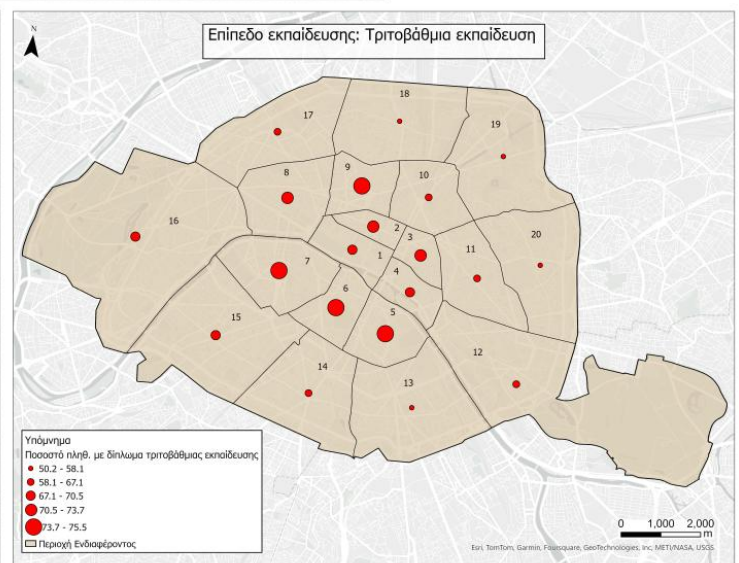 Επίπεδο εκπαίδευσης: Τριτοβάθμια εκπαίδευση
N
18
17
19
9
8
10
16
2
3
1
11
20
7
4
6
5
15
12
14
13
Υπόμνημα
Ποσοστό πληθ. με δίπλωμα τριτοβάθμιας εκπαίδευσης
50.2 - 58.1
58.1 - 67.1
67.1 - 70.5
70.5 - 73.7
73.7 - 75.5
Περιοχή Ενδιαφέροντος
0 1,000 2,000
m
Esri, TomTom, Garmin, Foursquare, GeoTechnologies, Inc, METI/NASA, USGS